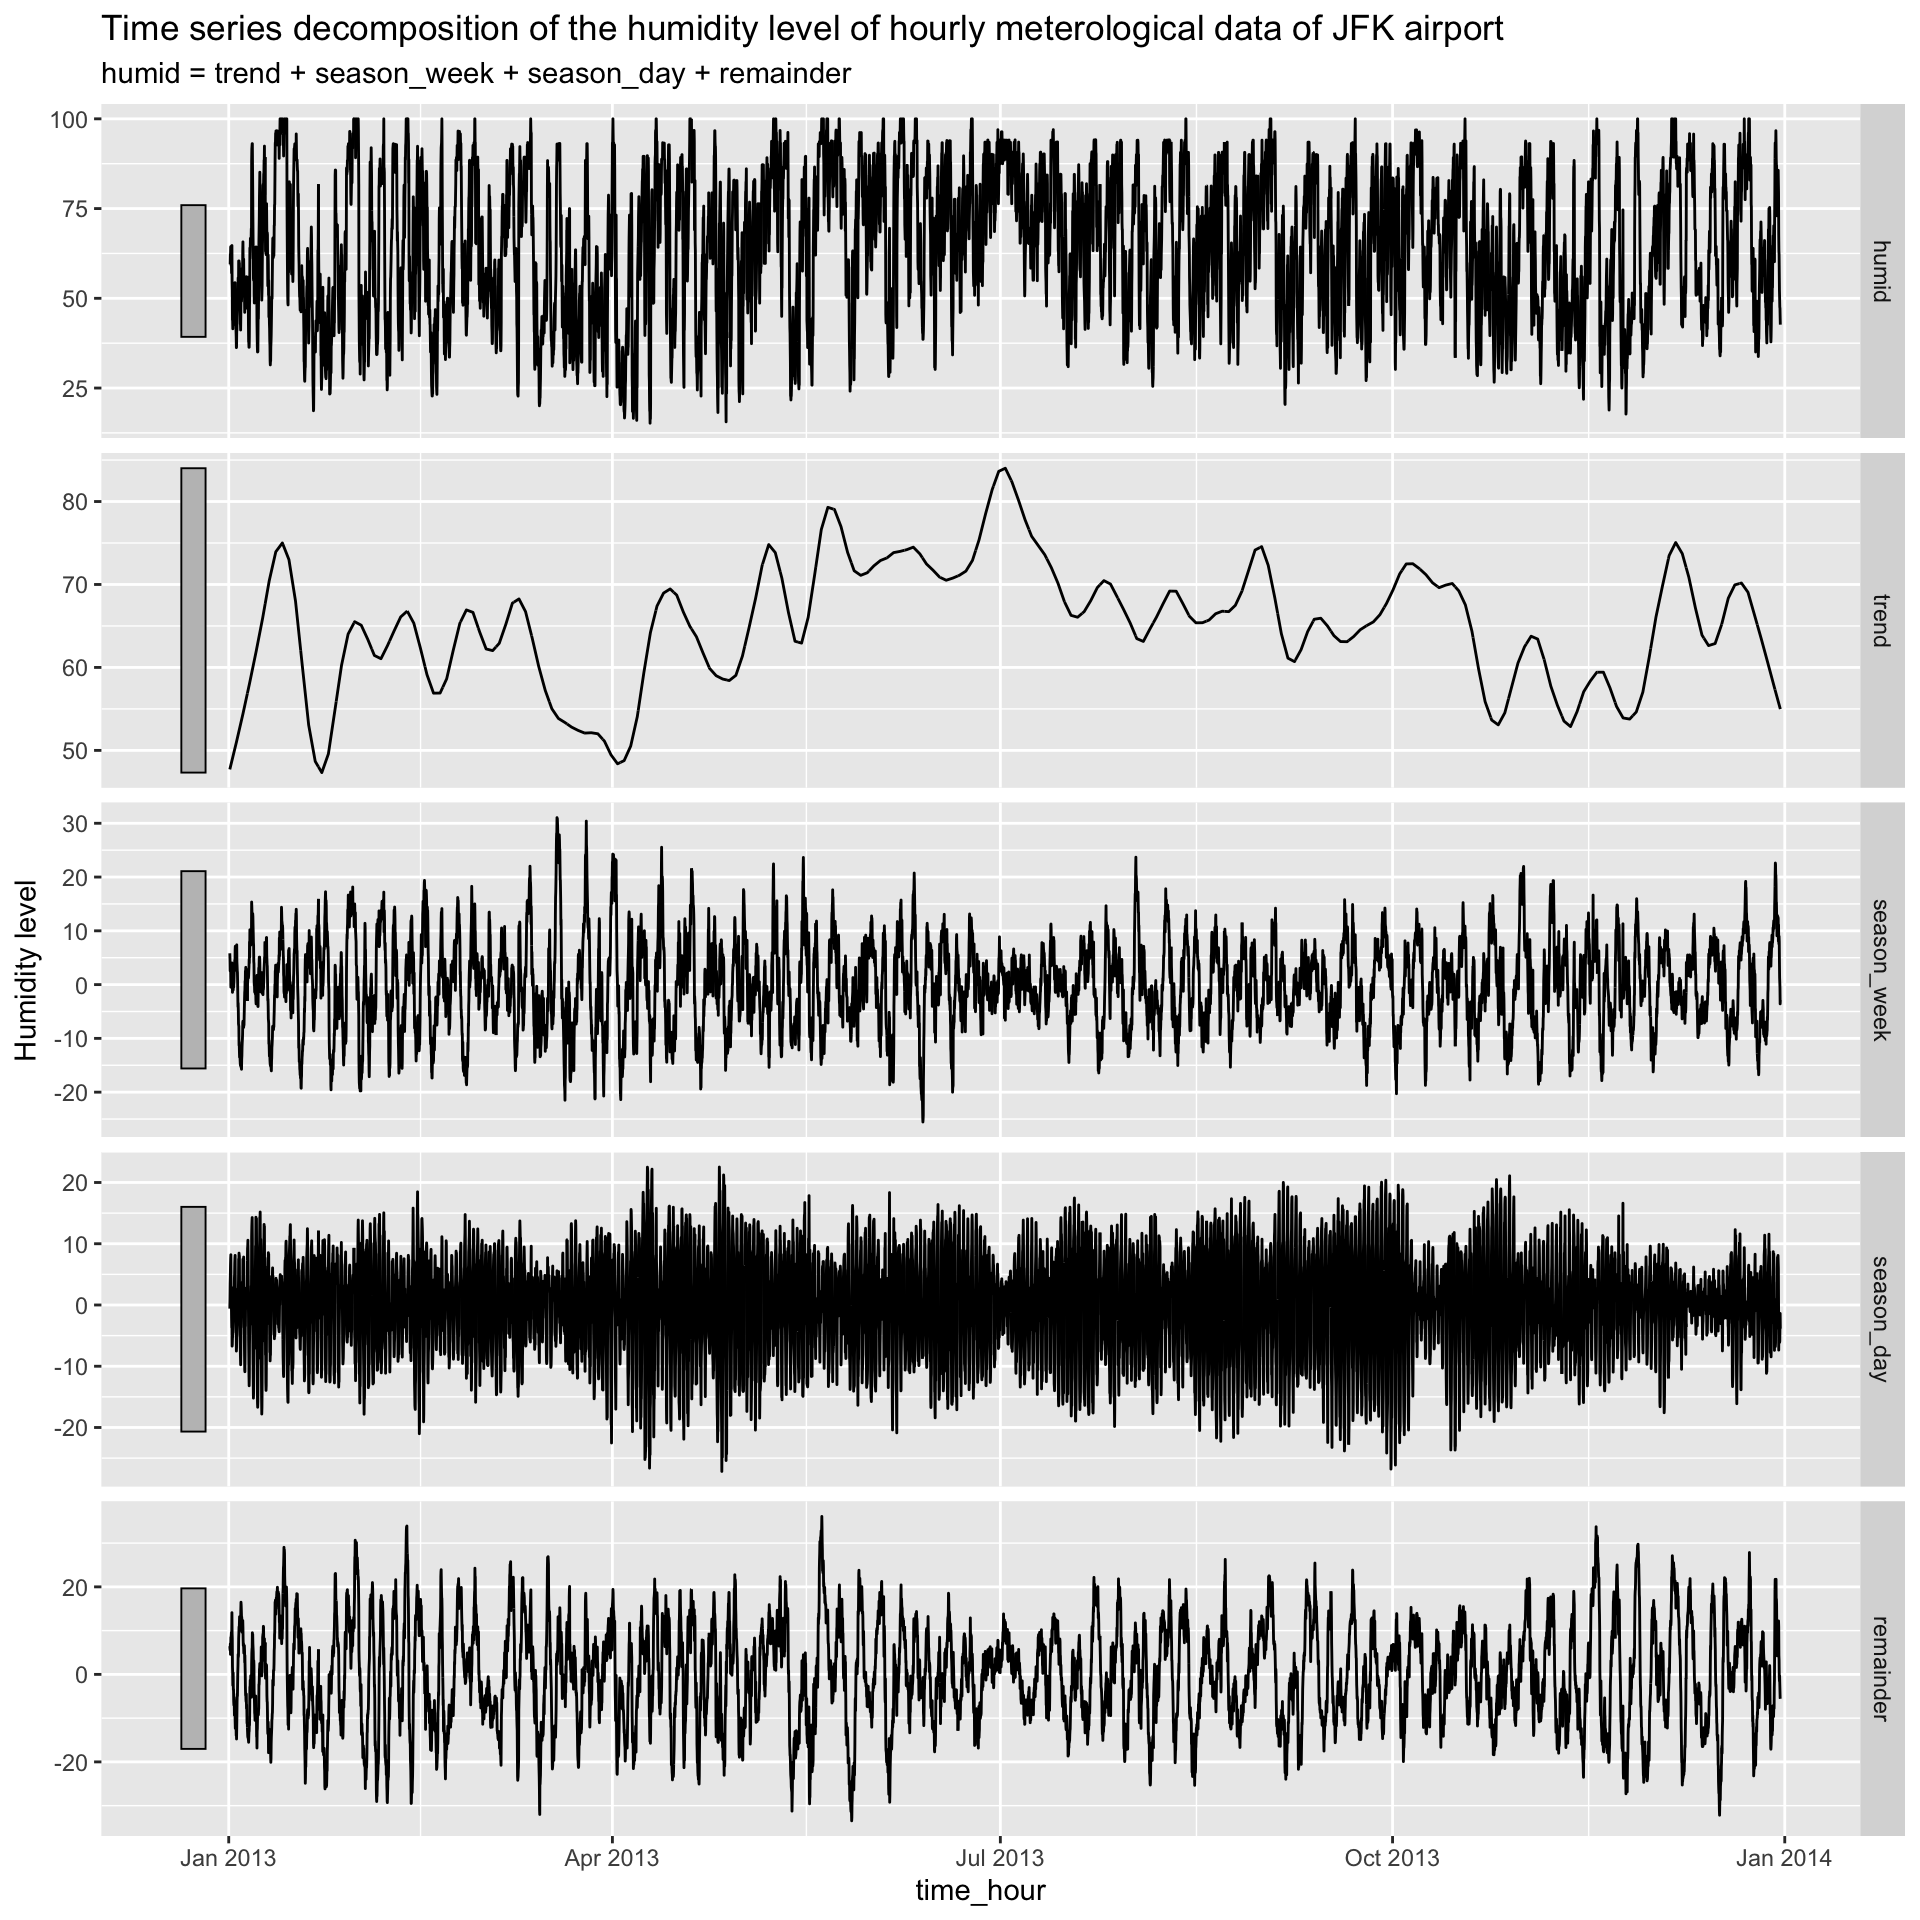 Time series decomposition of the humidity level of hourly meterological data of JFK airport
humid = trend + season_week + season_day + remainder
Humidity level
100
75
50
25
humid
80
70
60
50
trend
30
20
10
0
-10
-20
season_week
20
10
0
-10
-20
season_day
20
0
-20
remainder
Jan 2013 Apr 2013 Jul 2013 Oct 2013 Jan 2014
time_hour